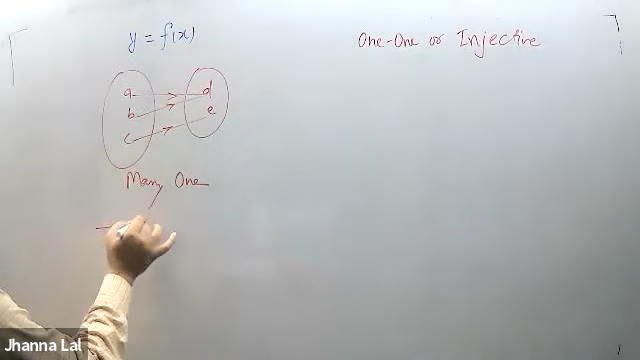 y = f(x)
One-One or Injective
a d
b e
c
Many One
Jhanna Lal